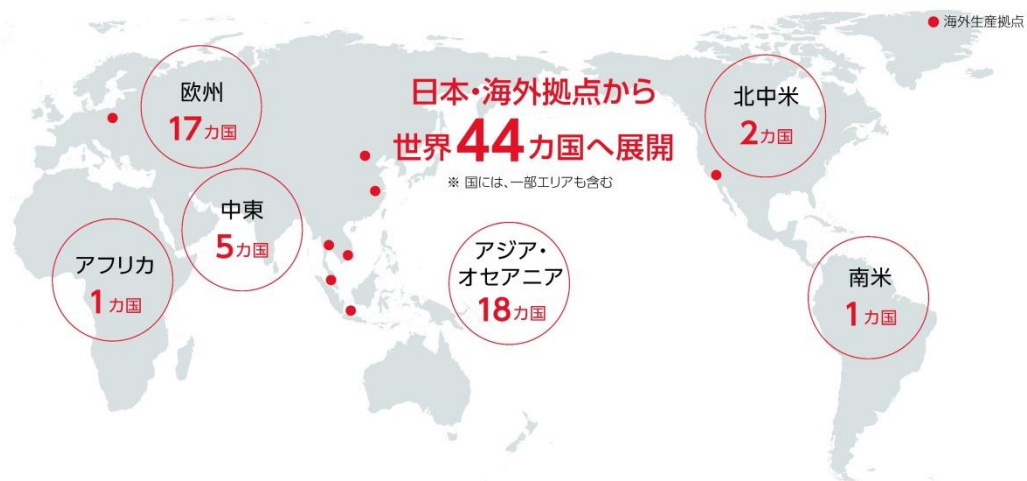 海外生産拠点
日本・海外拠点から
世界44カ国へ展開
※ 国には、一部エリアも含む
欧州
17カ国
中東
5カ国
アフリカ
1カ国
アジア・
オセアニア
18カ国
北中米
2カ国
南米
1カ国